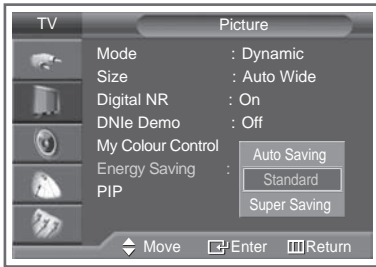 TV Picture
Mode : Dynamic
Size : Auto Wide
Digital NR : On
DNIe Demo : Off
My Colour Control
Energy Saving :
PIP
Auto Saving
Standard
Super Saving
Move Enter Return